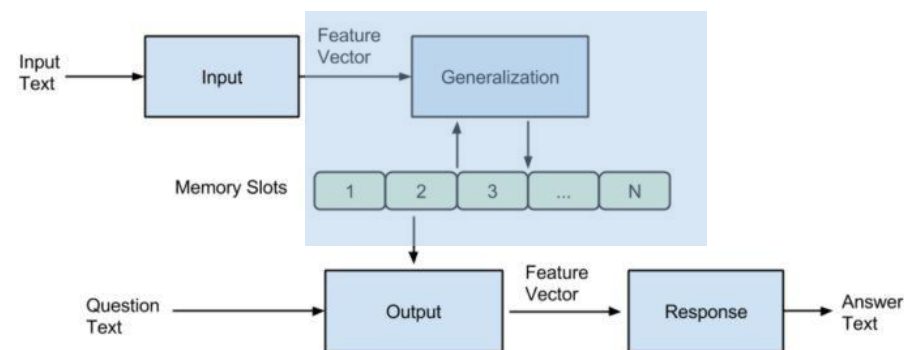 Feature
Vector
Input
Text
Input
Generalization
Memory Slots
1 2 3 ... N
Feature
Vector
Question
Text
Output
Response
Answer
Text